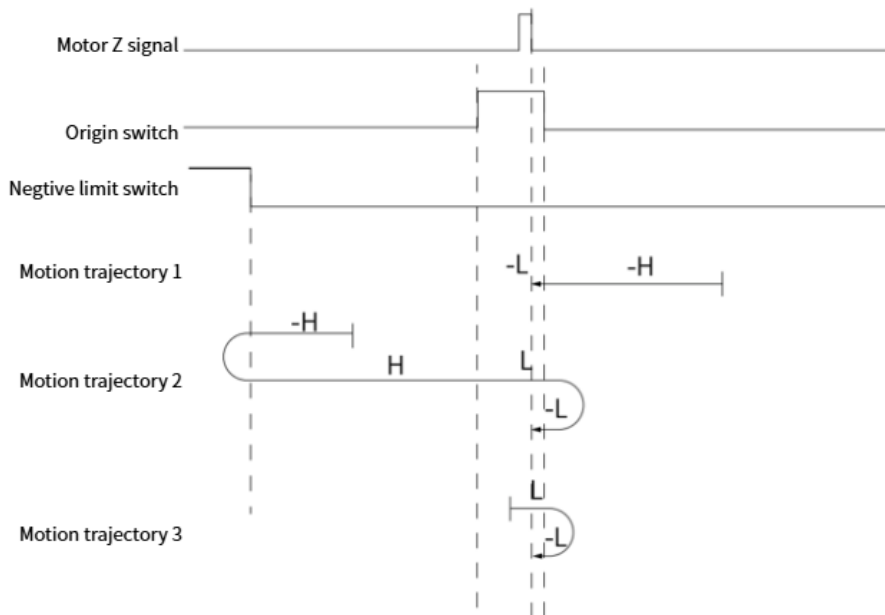 Motor Z signal
Origin switch
Negtive limit switch
Motion trajectory 1
-L
-H
-H
Motion trajectory 2
H
L
-L
Motion trajectory 3
L
-L